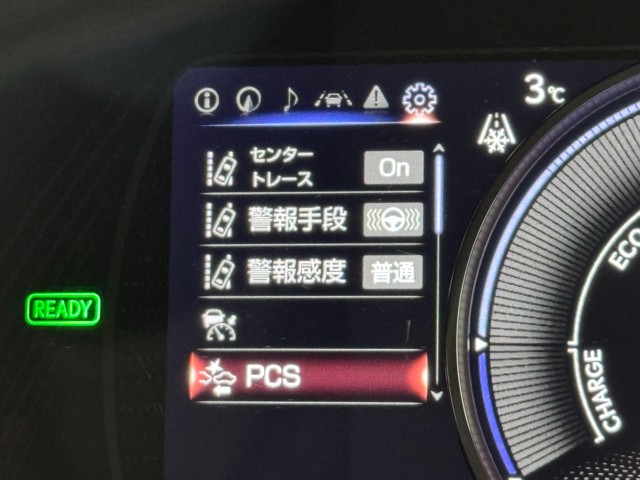 3℃
センター
トレース
On
警報手段
警報感度
普通
READY
PCS
ECO
CHARGE